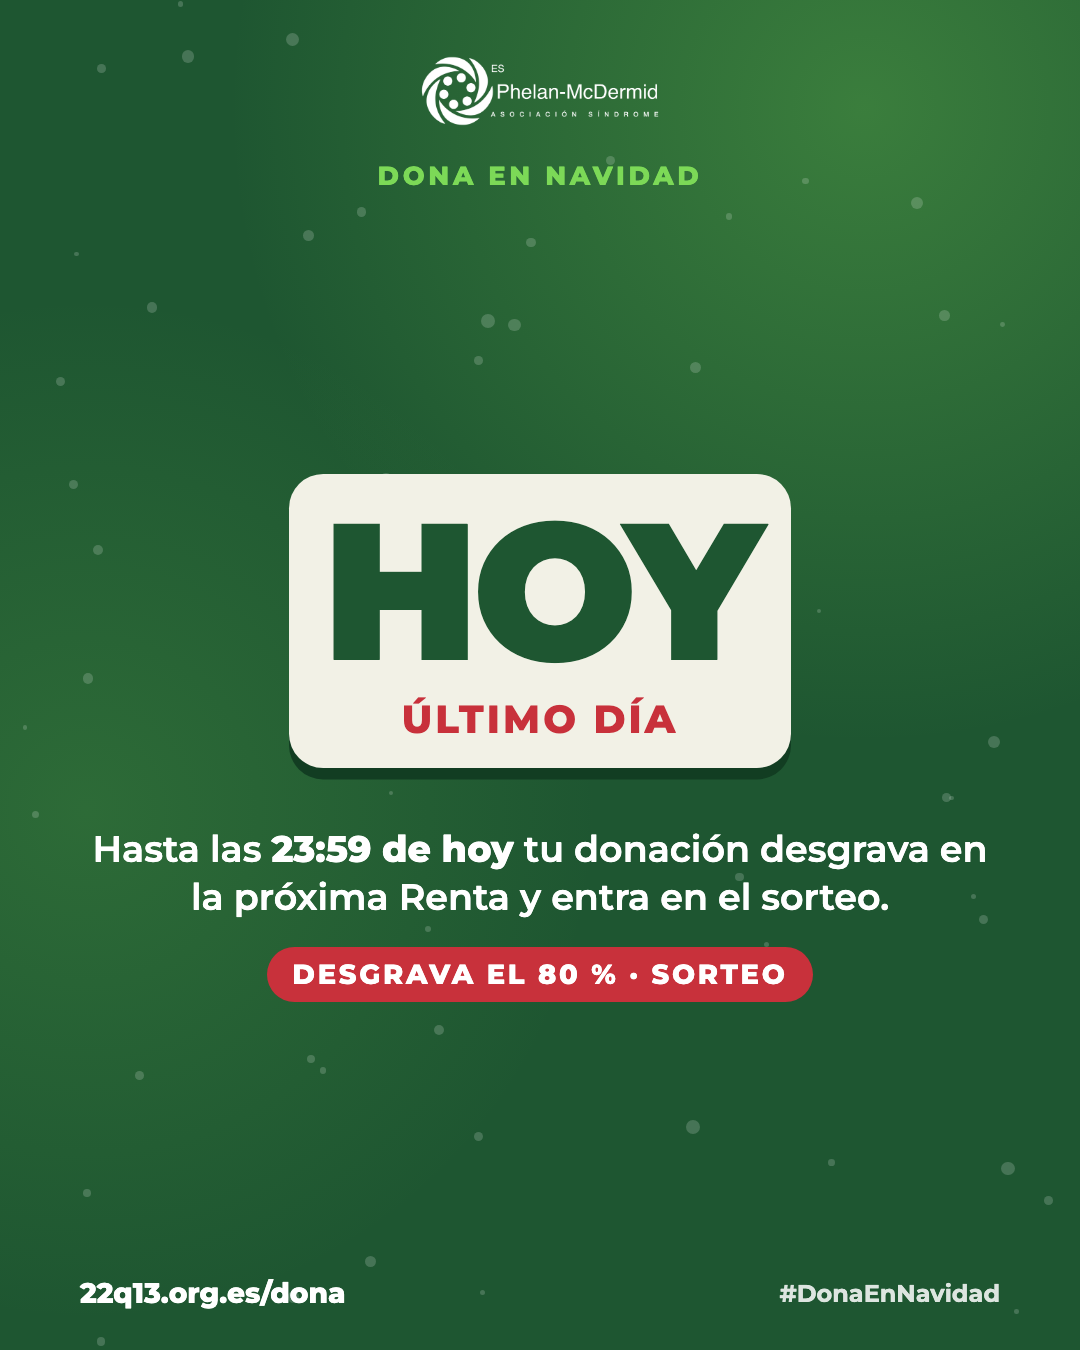 ES
Phelan-McDermid
ASOCIACIÓN SÍNDROME
DONA EN NAVIDAD
HOY
ÚLTIMO DÍA
Hasta las 23:59 de hoy tu donación desgrava en
la próxima Renta y entra en el sorteo.
DESGRAVA EL 80 % · SORTEO
22q13.org.es/dona
#DonaEnNavidad